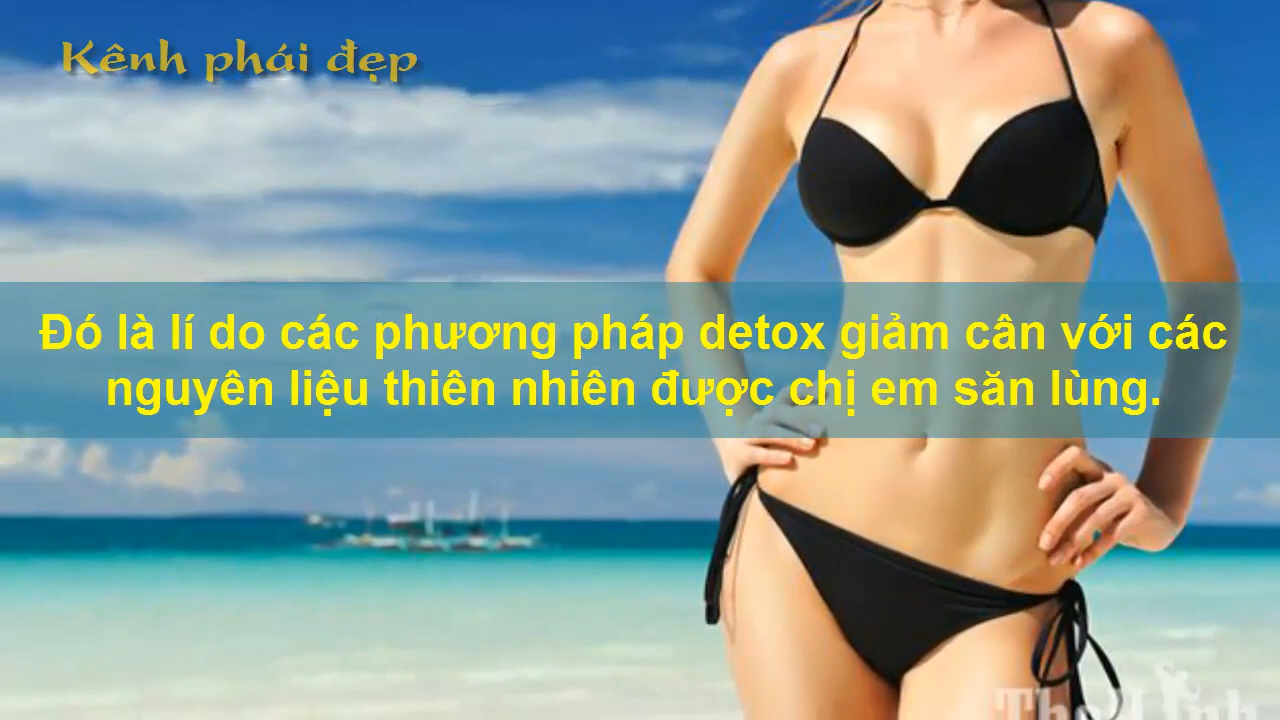 Kênh phái đẹp
Đó là lí do các phương pháp detox giảm cân với các
nguyên liệu thiên nhiên được chị em săn lùng.